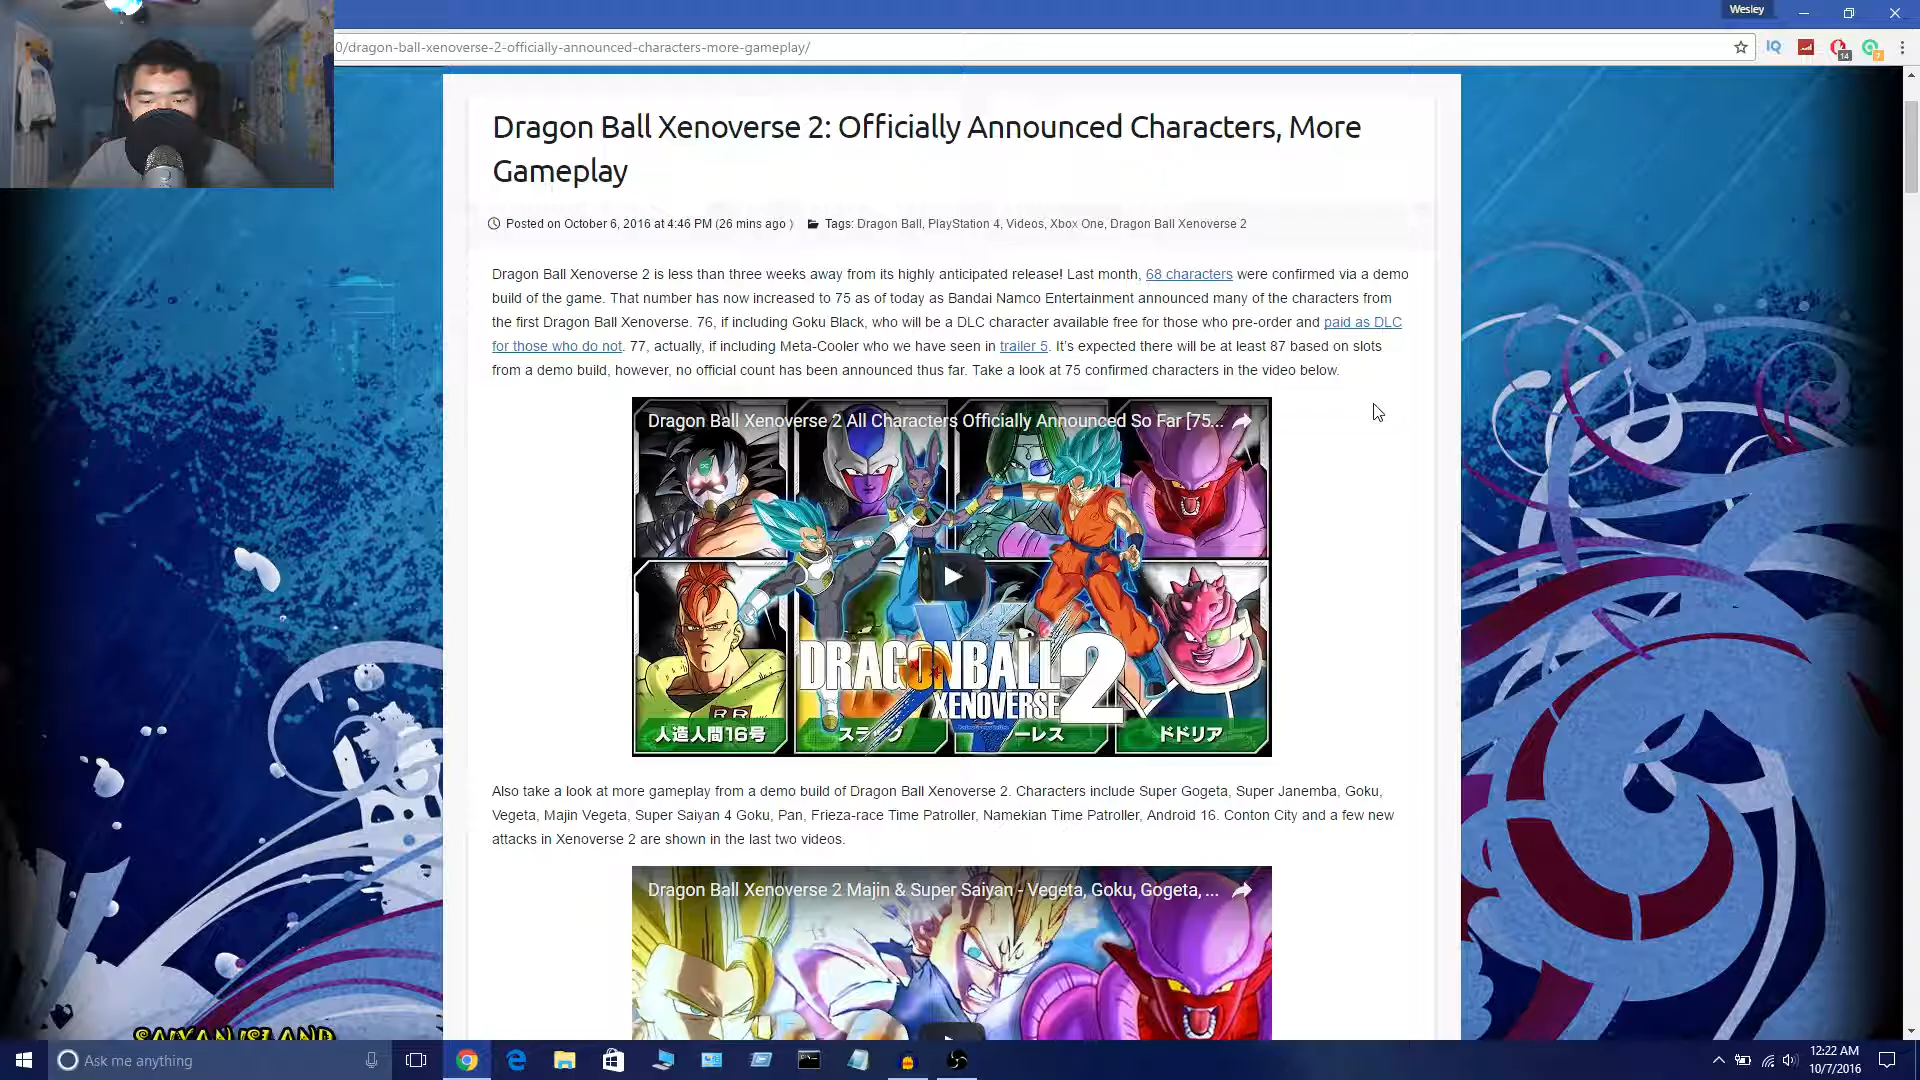 Wesley
0/dragon-ball-xenoverse-2-officially-announced-characters-more-gameplay/
14
7
Dragon Ball Xenoverse 2: Officially Announced Characters, More
Gameplay
Posted on October 6, 2016 at 4:46 PM (26 mins ago ) Tags: Dragon Ball, PlayStation 4, Videos, Xbox One, Dragon Ball Xenoverse 2
Dragon Ball Xenoverse 2 is less than three weeks away from its highly anticipated release! Last month, 68 characters were confirmed via a demo
build of the game. That number has now increased to 75 as of today as Bandai Namco Entertainment announced many of the characters from
the first Dragon Ball Xenoverse. 76, if including Goku Black, who will be a DLC character available free for those who pre-order and paid as DLC
for those who do not. 77, actually, if including Meta-Cooler who we have seen in trailer 5. It's expected there will be at least 87 based on slots
from a demo build, however, no official count has been announced thus far. Take a look at 75 confirmed characters in the video below.
Dragon Ball Xenoverse 2 All Characters Officially Announced So Far [75...
RR
DRAGONBALL
XENOVERSE 2
人造人間16号
ドドリア
Also take a look at more gameplay from a demo build of Dragon Ball Xenoverse 2. Characters include Super Gogeta, Super Janemba, Goku,
Vegeta, Majin Vegeta, Super Saiyan 4 Goku, Pan, Frieza-race Time Patroller, Namekian Time Patroller, Android 16. Conton City and a few new
attacks in Xenoverse 2 are shown in the last two videos.
Dragon Ball Xenoverse 2 Majin & Super Saiyan - Vegeta, Goku, Gogeta, ...
SAIYAN ISLAND
Ask me anything
12:22 AM
10/7/2016